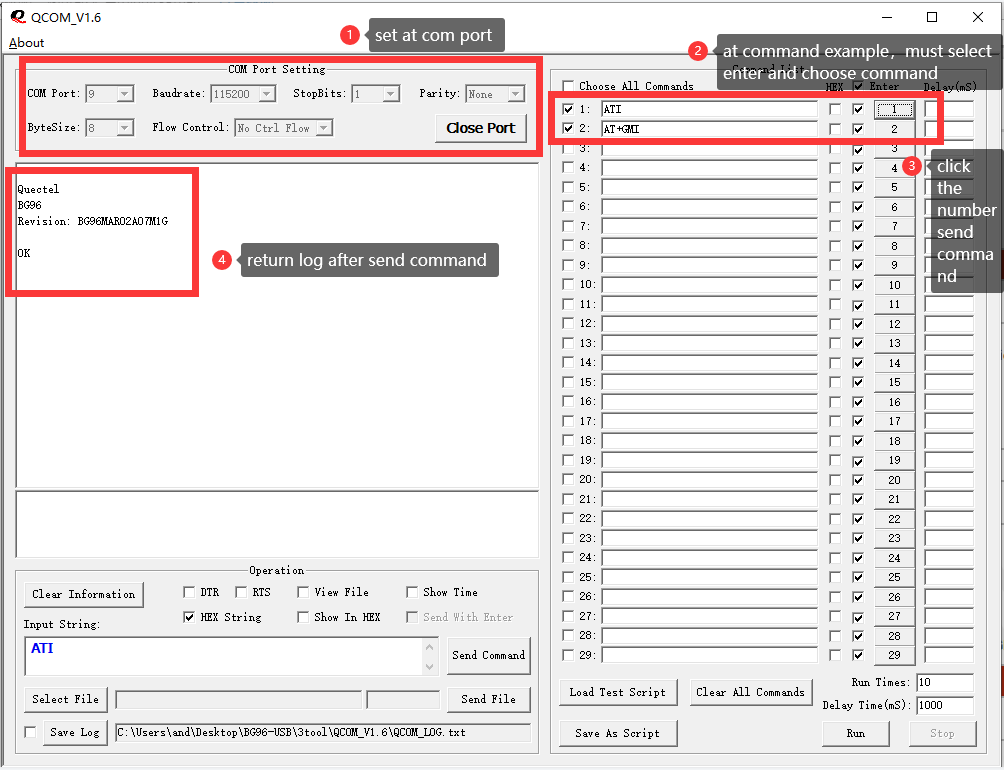 QCOM_V1.6
About
1 set at com port
2 at command example, must select enter and choose command
COM Port Setting
COM Port: 9 Baudrate: 115200 StopBits: 1 Parity: None
ByteSize: 8 Flow Control: No Ctrl Flow Close Port
Quectel
BG96
Revision: BG96MAR02A07M1G
OK
4 return log after send command
Operation
Clear Information DTR RTS View File Show Time
HEX String Show In HEX Send With Enter
Input String:
ATI
Send Command
Select File Send File
Save Log C:\Users\and\Desktop\BG96-USB\3tool\QCOM_V1.6\QCOM_LOG.txt
Choose All Commands HEX Enter Delay(mS)
1: ATI 1
2: AT+GMI 2
3: 3
3 click
the
number
send
comma
nd
4: 4
5: 5
6: 6
7: 7
8: 8
9: 9
10: 10
11: 11
12: 12
13: 13
14: 14
15: 15
16: 16
17: 17
18: 18
19: 19
20: 20
21: 21
22: 22
23: 23
24: 24
25: 25
26: 26
27: 27
28: 28
29: 29
Load Test Script Clear All Commands Run Times: 10
Delay Time(mS): 1000
Save As Script Run Stop